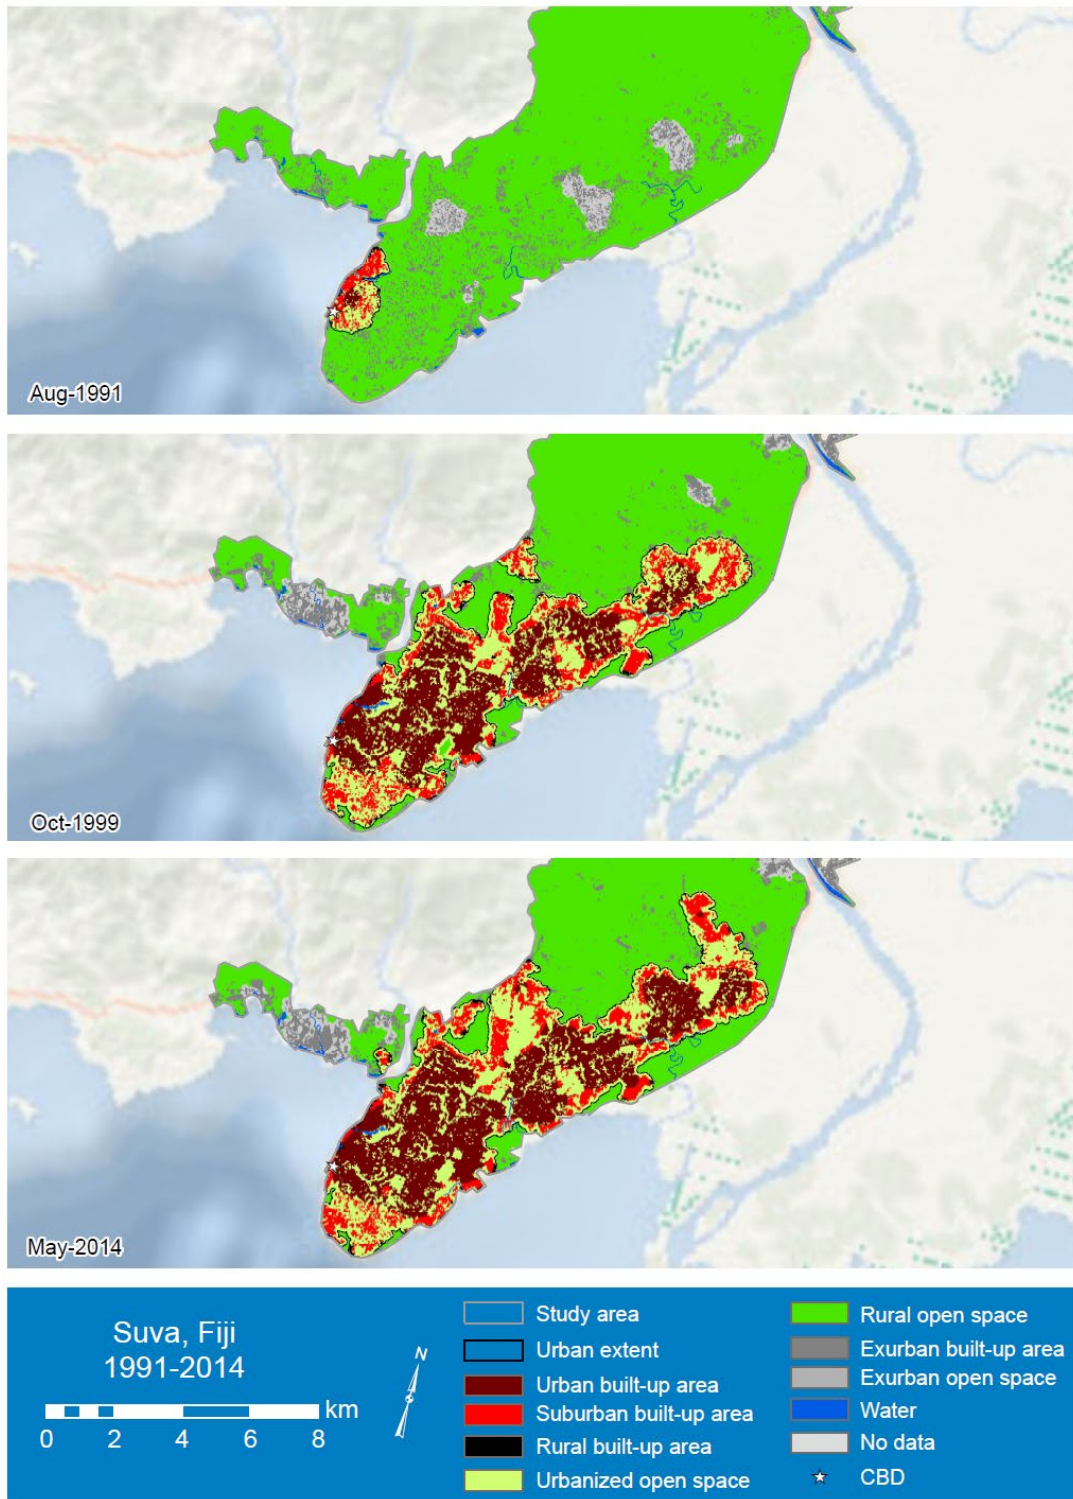 Aug-1991
Oct-1999
May-2014
Suva, Fiji
1991-2014
N
km
0 2 4 6 8
Study area
Urban extent
Urban built-up area
Suburban built-up area
Rural built-up area
Urbanized open space
Rural open space
Exurban built-up area
Exurban open space
Water
No data
CBD